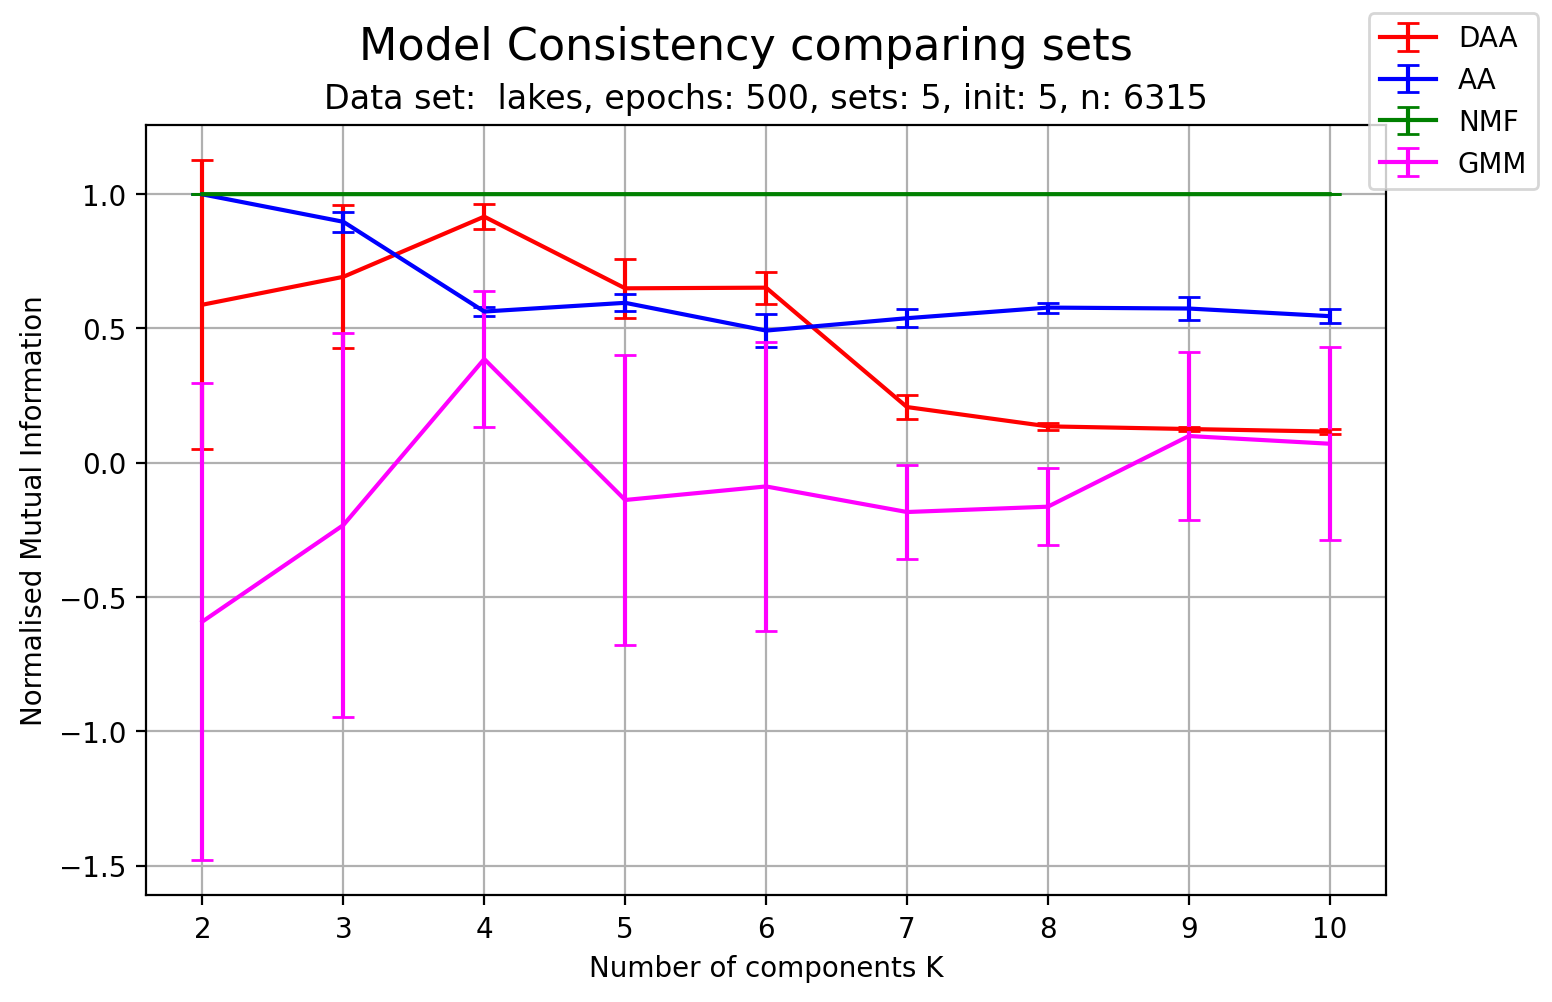 Model Consistency comparing sets
Data set:  lakes, epochs: 500, sets: 5, init: 5, n: 6315
DAA
AA
NMF
GMM
Normalised Mutual Information
1.0
0.5
0.0
−0.5
−1.0
−1.5
2 3 4 5 6 7 8 9 10
Number of components K